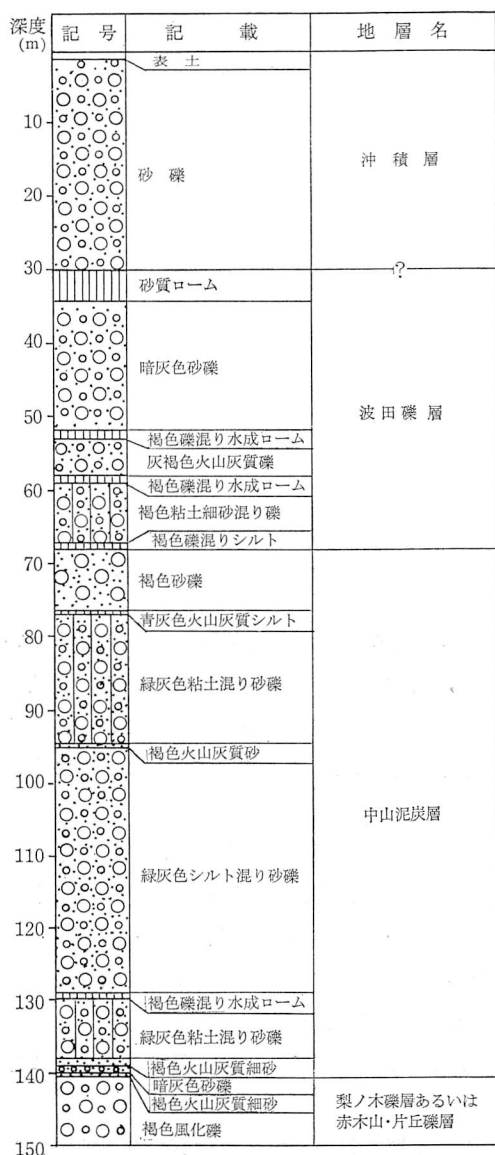 深度
(m)
記 号
記 載
地 層 名
表 土
10
砂 礫
沖 積 層
20
30
?
砂質ローム
40
暗灰色砂礫
50
波 田 礫 層
褐色礫混り水成ローム
灰褐色火山灰質礫
60
褐色礫混り水成ローム
褐色粘土細砂混り礫
褐色礫混りシルト
70
褐色砂礫
青灰色火山灰質シルト
80
緑灰色粘土混り砂礫
90
褐色火山灰質砂
100
中山泥炭層
110
緑灰色シルト混り砂礫
120
130
褐色礫混り水成ローム
緑灰色粘土混り砂礫
褐色火山灰質細砂
140
暗灰色砂礫
褐色火山灰質細砂
梨ノ木礫層あるいは
赤木山・片丘礫層
褐色風化礫
150